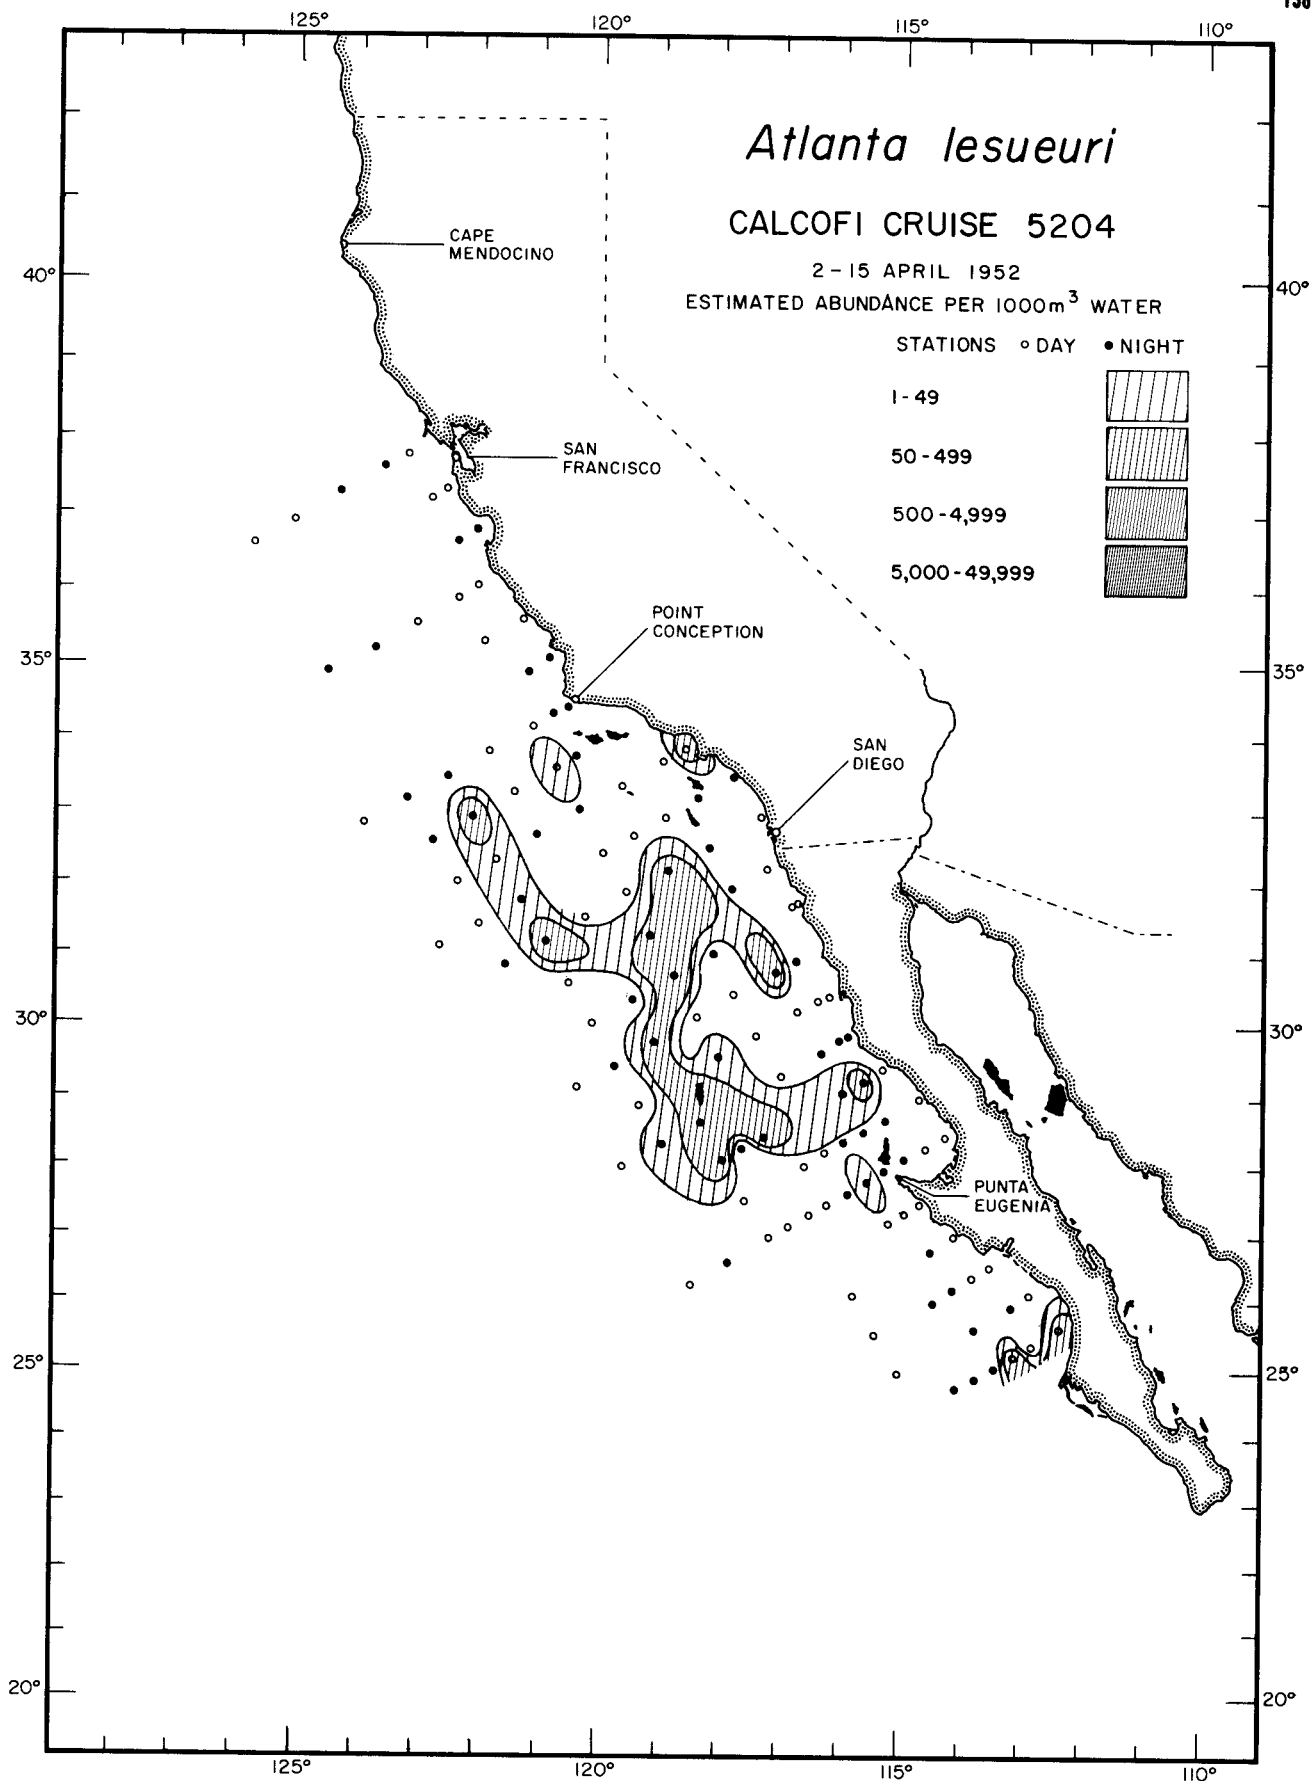 125° 120° 115° 110°
Atlanta lesueuri
CALCOFI CRUISE 5204
2-15 APRIL 1952
ESTIMATED ABUNDANCE PER 1000m³ WATER
STATIONS ○ DAY ● NIGHT
1-49
50-499
500-4,999
5,000-49,999
CAPE
MENDOCINO
40° 40°
SAN
FRANCISCO
POINT
CONCEPTION
35° 35°
SAN
DIEGO
30° 30°
PUNTA
EUGENIA
25° 25°
20° 20°
125° 120° 115° 110°